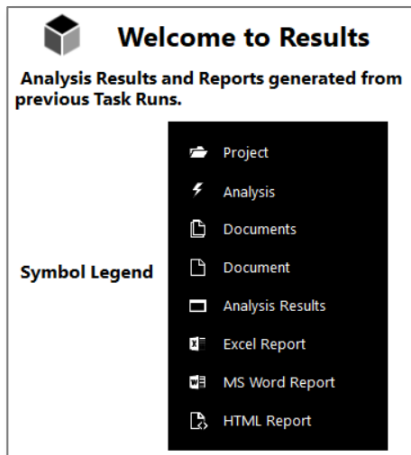 Welcome to Results
Analysis Results and Reports generated from
previous Task Runs.
Symbol Legend
Project
Analysis
Documents
Document
Analysis Results
Excel Report
MS Word Report
HTML Report